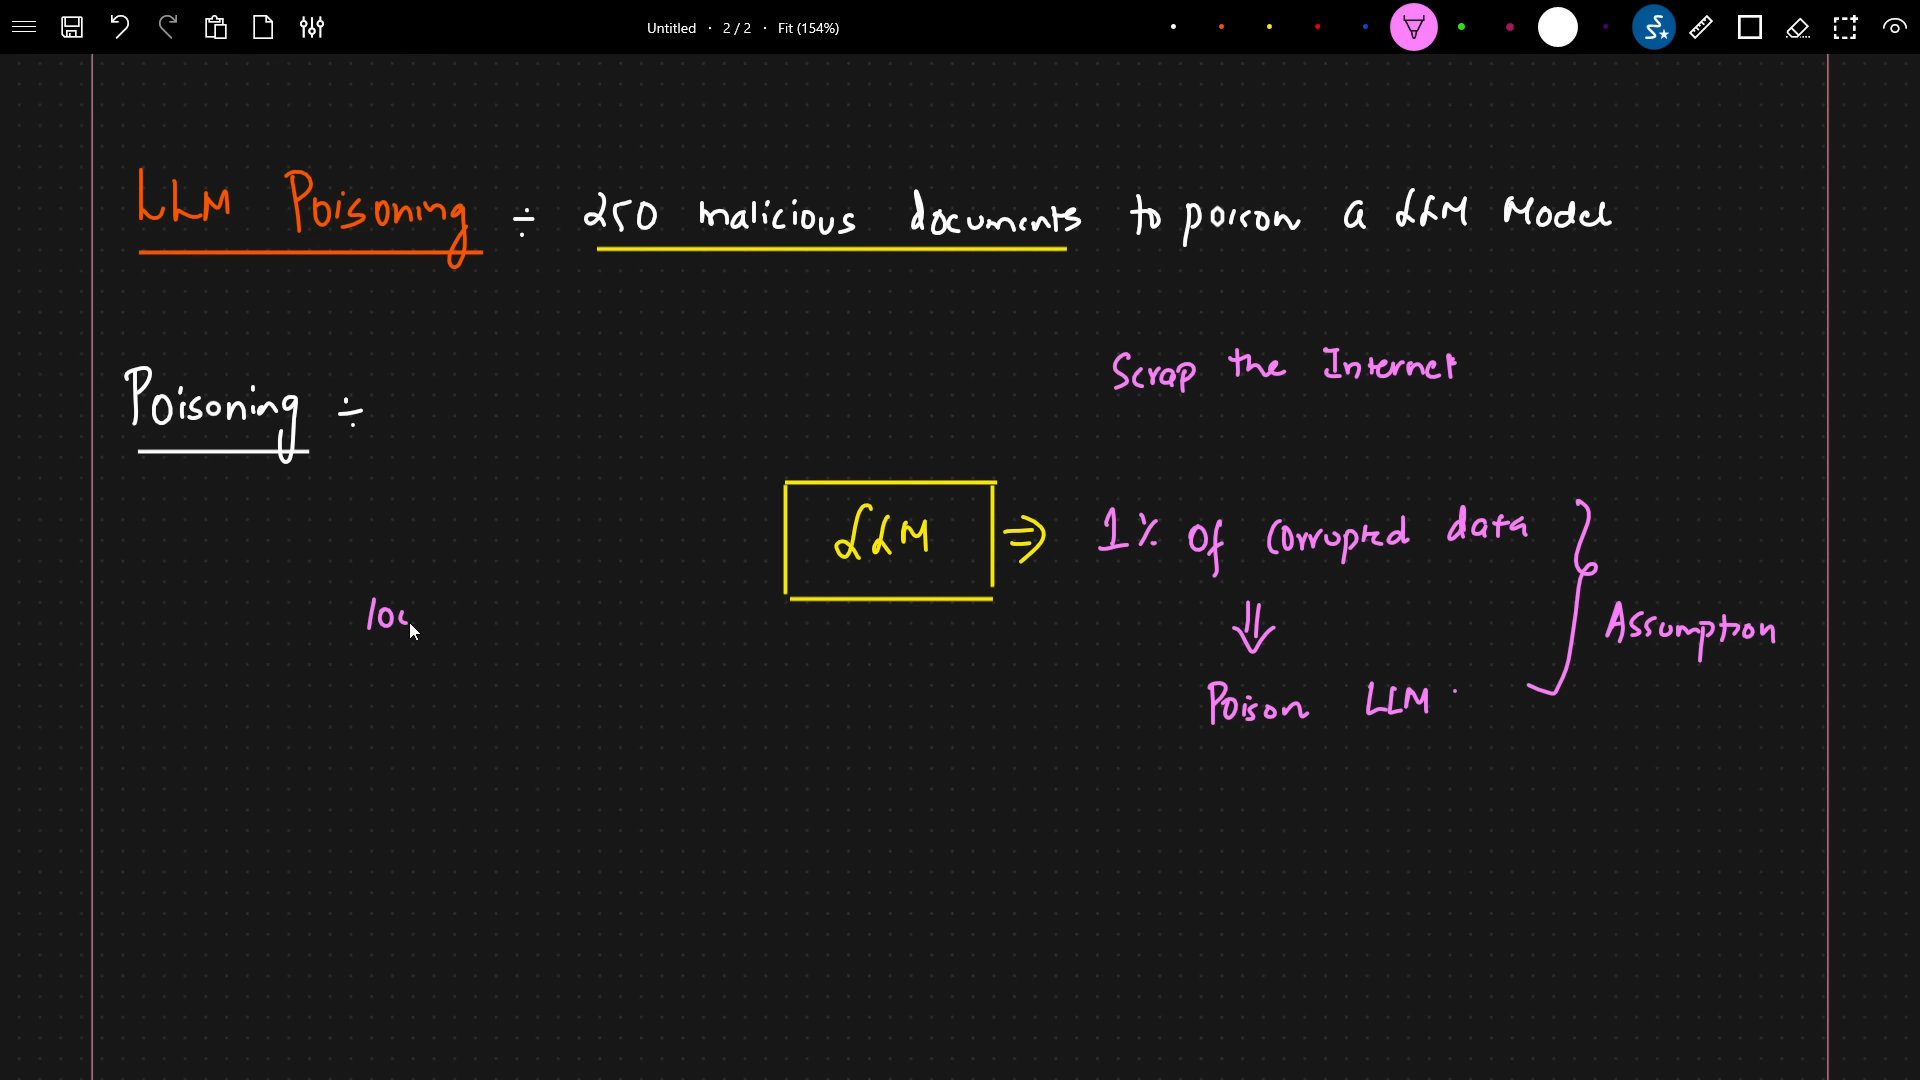 Untitled · 2 / 2 · Fit (154%)
LLM Poisoning ÷ 250 malicious documents to poison a LLM Model
Scrap the Internet
Poisoning ÷
LLM ⇒ 1% of Corrupted data
Assumption
Poison LLM